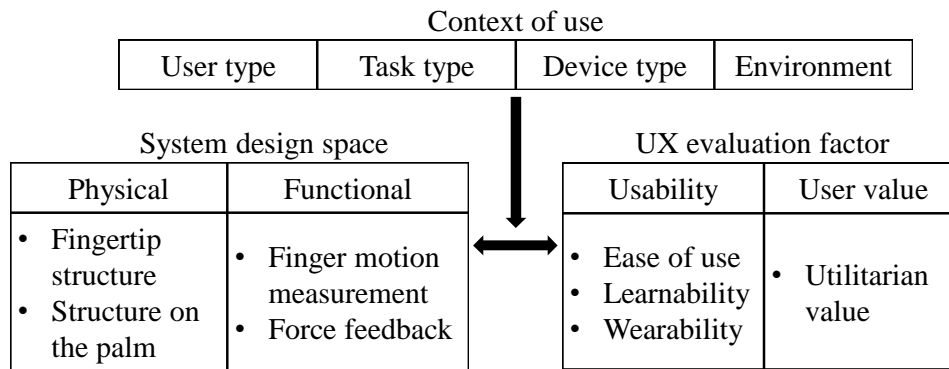 Context of use
User type Task type Device type Environment
System design space
Physical Functional
• Fingertip
structure
• Structure on
the palm
• Finger motion
measurement
• Force feedback
UX evaluation factor
Usability User value
• Ease of use
• Learnability
• Wearability
• Utilitarian
value